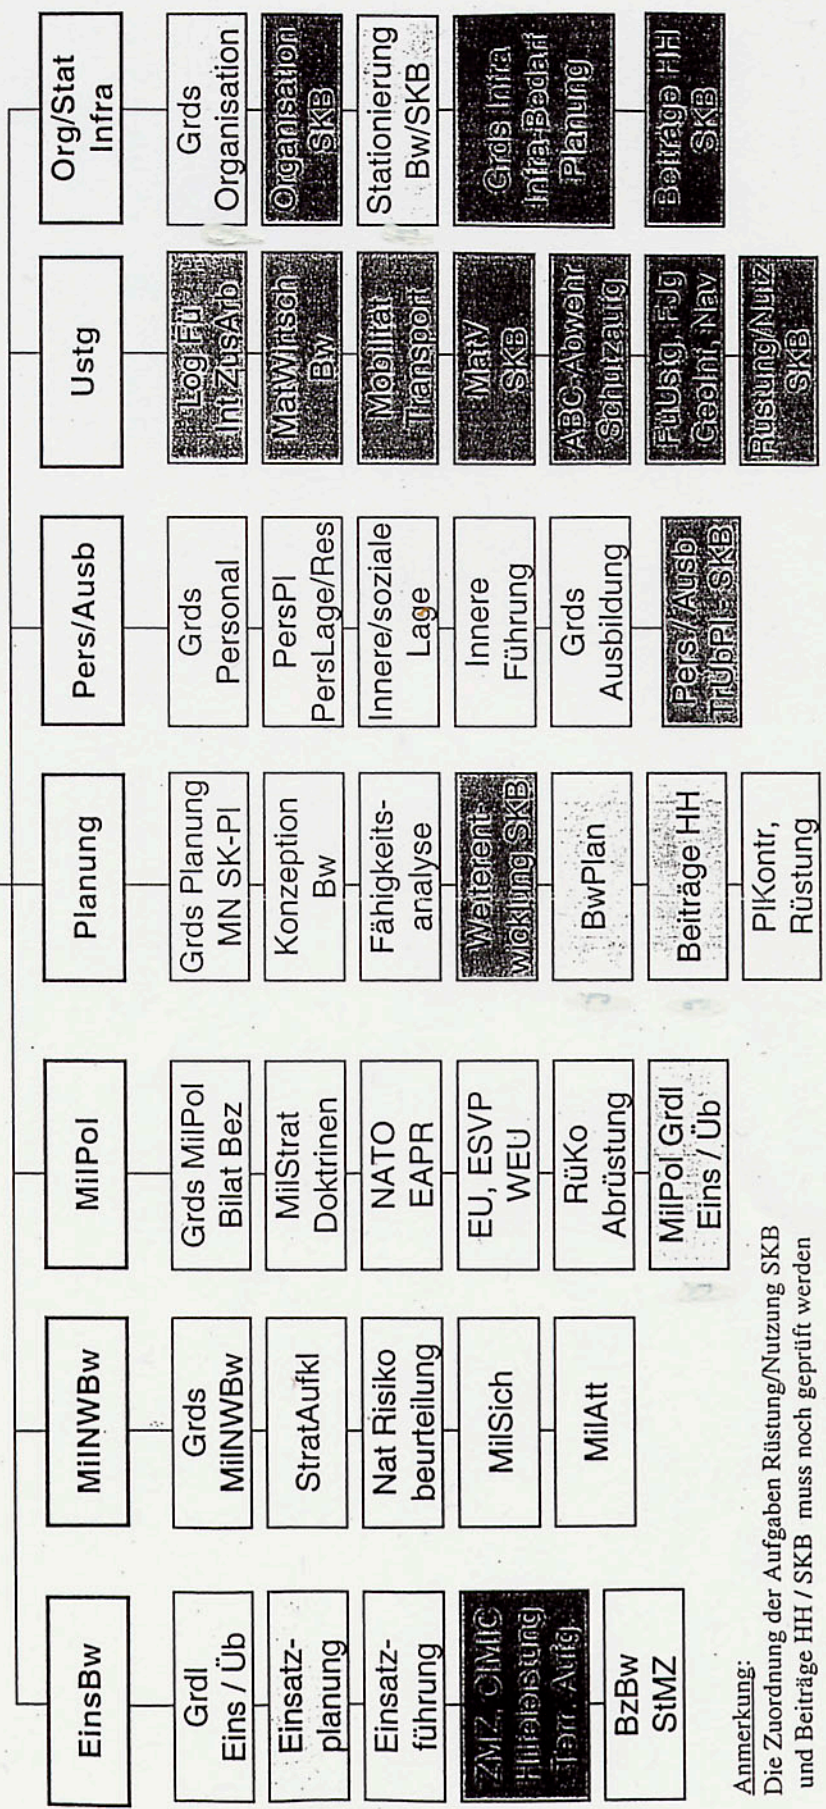 EinsBw
Grdl
Eins / Üb
Einsatz-
planung
Einsatz-
führung
ZMZ, CIMIC
Hilfeleistung
Terr. Aufg.
BzBw
StMZ
MilNWBw
Grds
MilNWBw
StratAufkl
Nat Risiko
beurteilung
MilSich
MilAtt
MilPol
Grds MilPol
Bilat Bez
MilStrat
Doktrinen
NATO
EAPR
EU, ESVP
WEU
RüKo
Abrüstung
MilPol Grdl
Eins / Üb
Planung
Grds Planung
MN SK-Pl
Konzeption
Bw
Fähigkeits-
analyse
Weiterent-
wicklung SKB
BwPlan
Beiträge HH
PlKontr,
Rüstung
Pers/Ausb
Grds
Personal
PersPl
PersLage/Res
Innere/soziale
Lage
Innere
Führung
Grds
Ausbildung
Pers / Ausb
TrÜbPl - SKB
Ustg
Log Fü
Int ZusArb
MatWirtsch
Bw
Mobilität
Transport
MatV
SKB
ABC-Abwehr
Schutzaufg
FüUstg, FJg
GeoInf, Nav
Rüstung/Nutz
SKB
Org/Stat
Infra
Grds
Organisation
Organisation
SKB
Stationierung
Bw/SKB
Grds Infra
Infra-Bedarf
Planung
Beiträge HH
SKB
Anmerkung:
Die Zuordnung der Aufgaben Rüstung/Nutzung SKB
und Beiträge HH / SKB muss noch geprüft werden